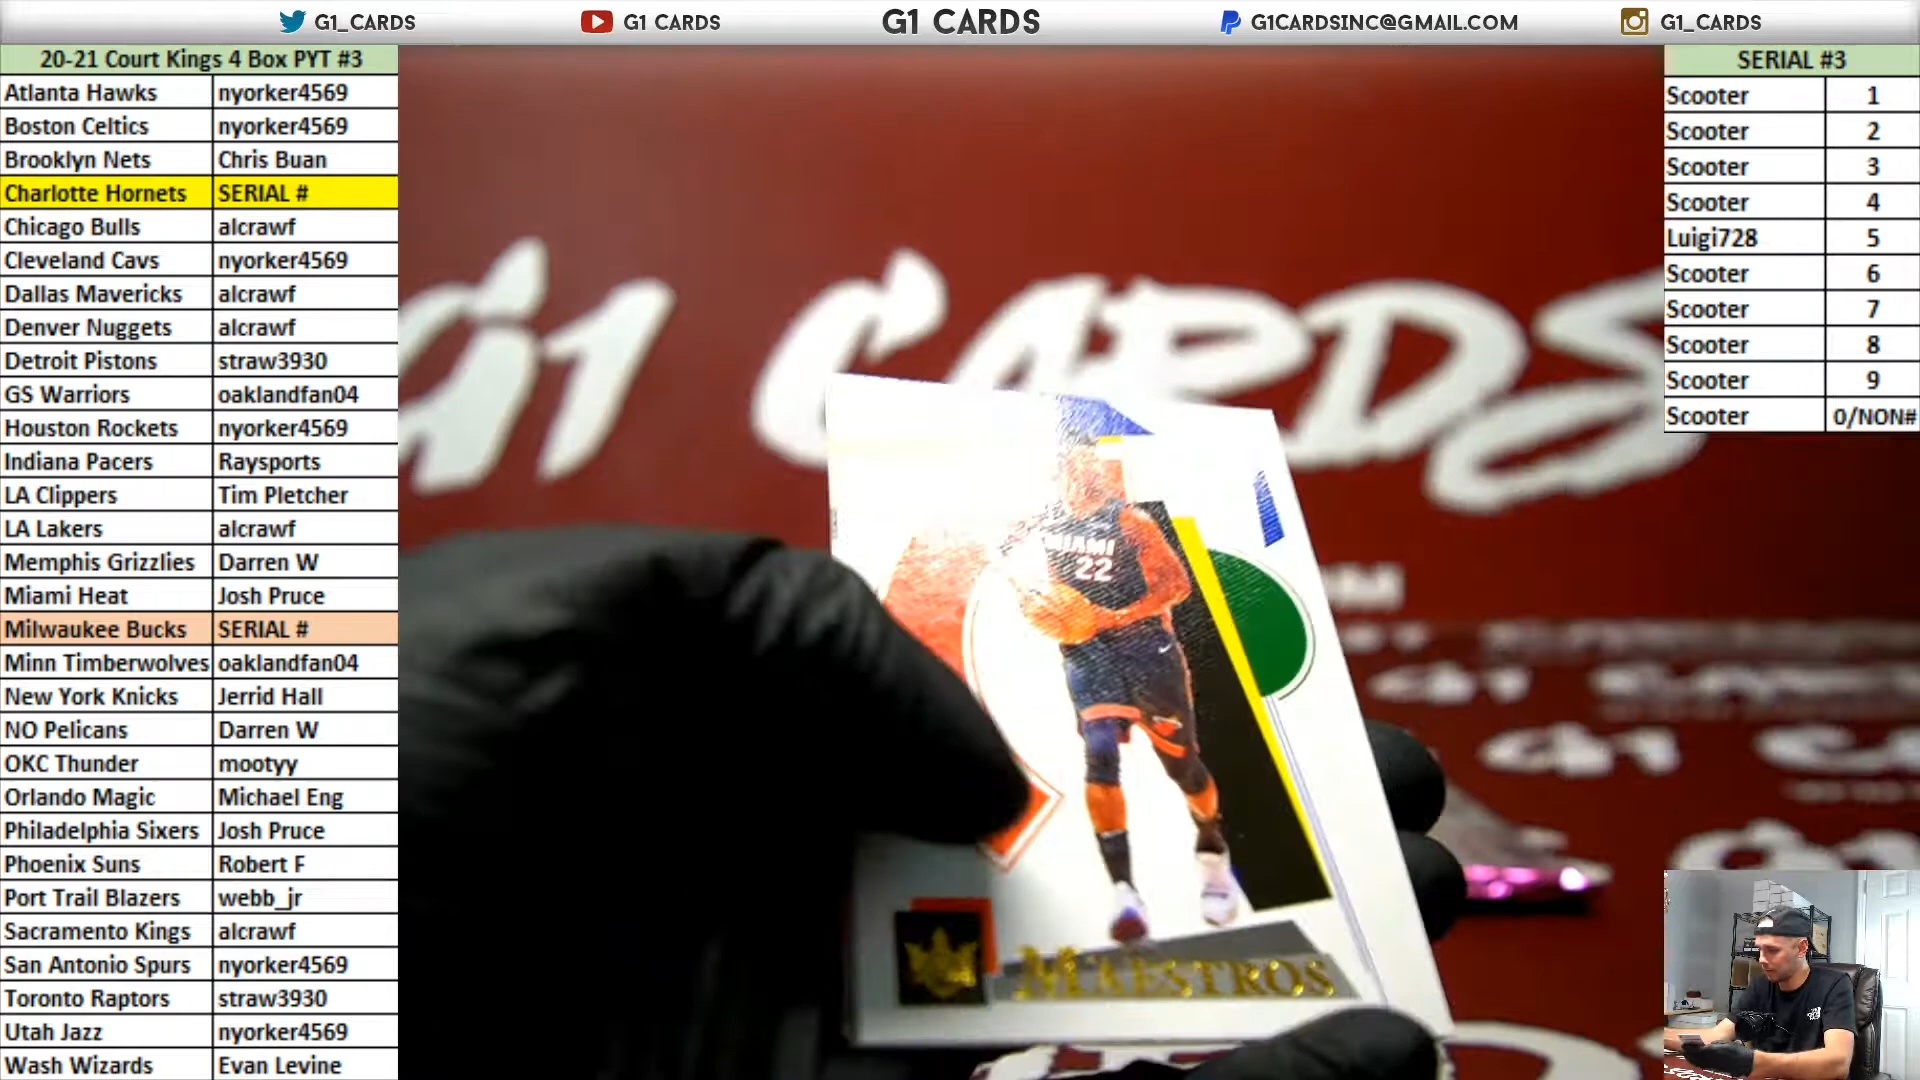 G1_CARDS
G1 CARDS
G1 CARDS
G1CARDSINC@GMAIL.COM
G1_CARDS
20-21 Court Kings 4 Box PYT #3
Atlanta Hawks nyorker4569
Boston Celtics nyorker4569
Brooklyn Nets Chris Buan
Charlotte Hornets SERIAL #
Chicago Bulls alcrawf
Cleveland Cavs nyorker4569
Dallas Mavericks alcrawf
Denver Nuggets alcrawf
Detroit Pistons straw3930
GS Warriors oaklandfan04
Houston Rockets nyorker4569
Indiana Pacers Raysports
LA Clippers Tim Pletcher
LA Lakers alcrawf
Memphis Grizzlies Darren W
Miami Heat Josh Pruce
Milwaukee Bucks SERIAL #
Minn Timberwolves oaklandfan04
New York Knicks Jerrid Hall
NO Pelicans Darren W
OKC Thunder mootyy
Orlando Magic Michael Eng
Philadelphia Sixers Josh Pruce
Phoenix Suns Robert F
Port Trail Blazers webb_jr
Sacramento Kings alcrawf
San Antonio Spurs nyorker4569
Toronto Raptors straw3930
Utah Jazz nyorker4569
Wash Wizards Evan Levine
G1 CARDS
MIAMI
22
MAESTROS
SERIAL #3
Scooter 1
Scooter 2
Scooter 3
Scooter 4
Luigi728 5
Scooter 6
Scooter 7
Scooter 8
Scooter 9
Scooter 0/NON#